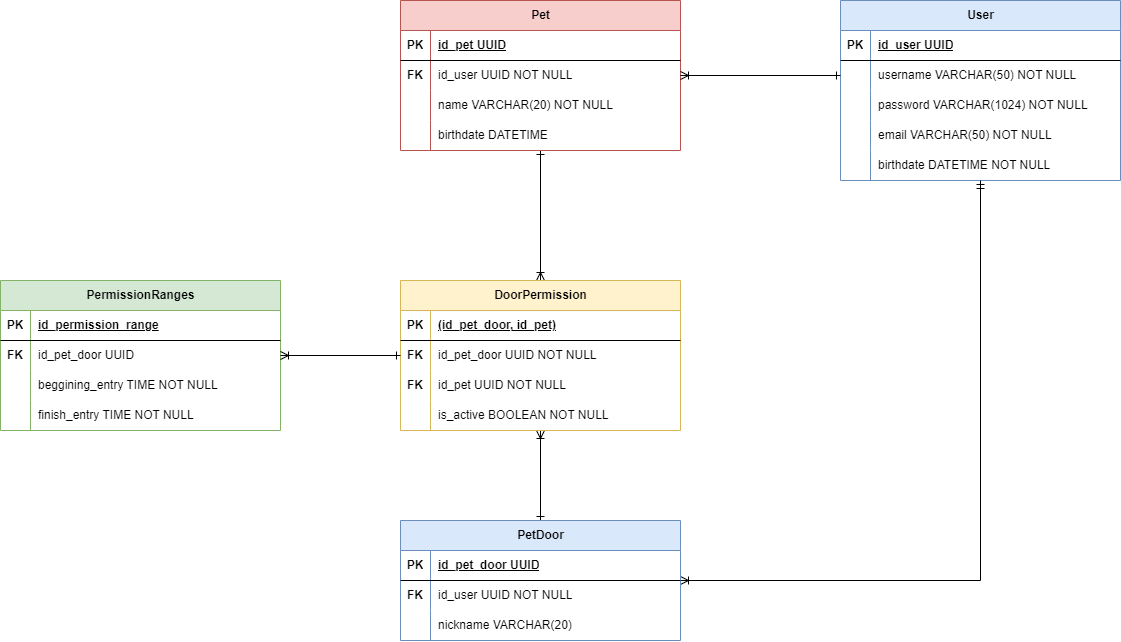 Pet
PK id_pet UUID
FK id_user UUID NOT NULL
name VARCHAR(20) NOT NULL
birthdate DATETIME
User
PK id_user UUID
username VARCHAR(50) NOT NULL
password VARCHAR(1024) NOT NULL
email VARCHAR(50) NOT NULL
birthdate DATETIME NOT NULL
PermissionRanges
PK id_permission_range
FK id_pet_door UUID
beggining_entry TIME NOT NULL
finish_entry TIME NOT NULL
DoorPermission
PK (id_pet_door, id_pet)
FK id_pet_door UUID NOT NULL
FK id_pet UUID NOT NULL
is_active BOOLEAN NOT NULL
PetDoor
PK id_pet_door UUID
FK id_user UUID NOT NULL
nickname VARCHAR(20)